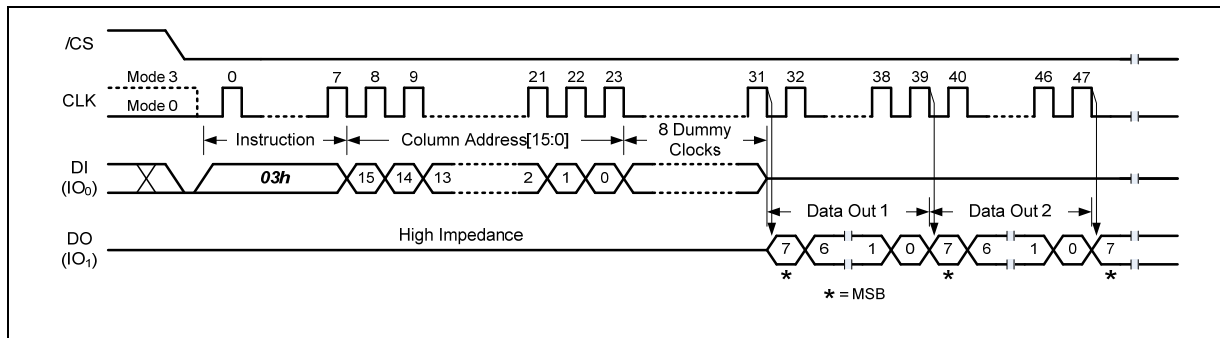 /CS
Mode 3 0 7 8 9 21 22 23 31 32 38 39 40 46 47
CLK Mode 0
Instruction Column Address[15:0] 8 Dummy Clocks
DI (IO0) 03h 15 14 13 2 1 0
Data Out 1 Data Out 2
DO (IO1) High Impedance 7 6 1 0 7 6 1 0 7
* * *
* = MSB